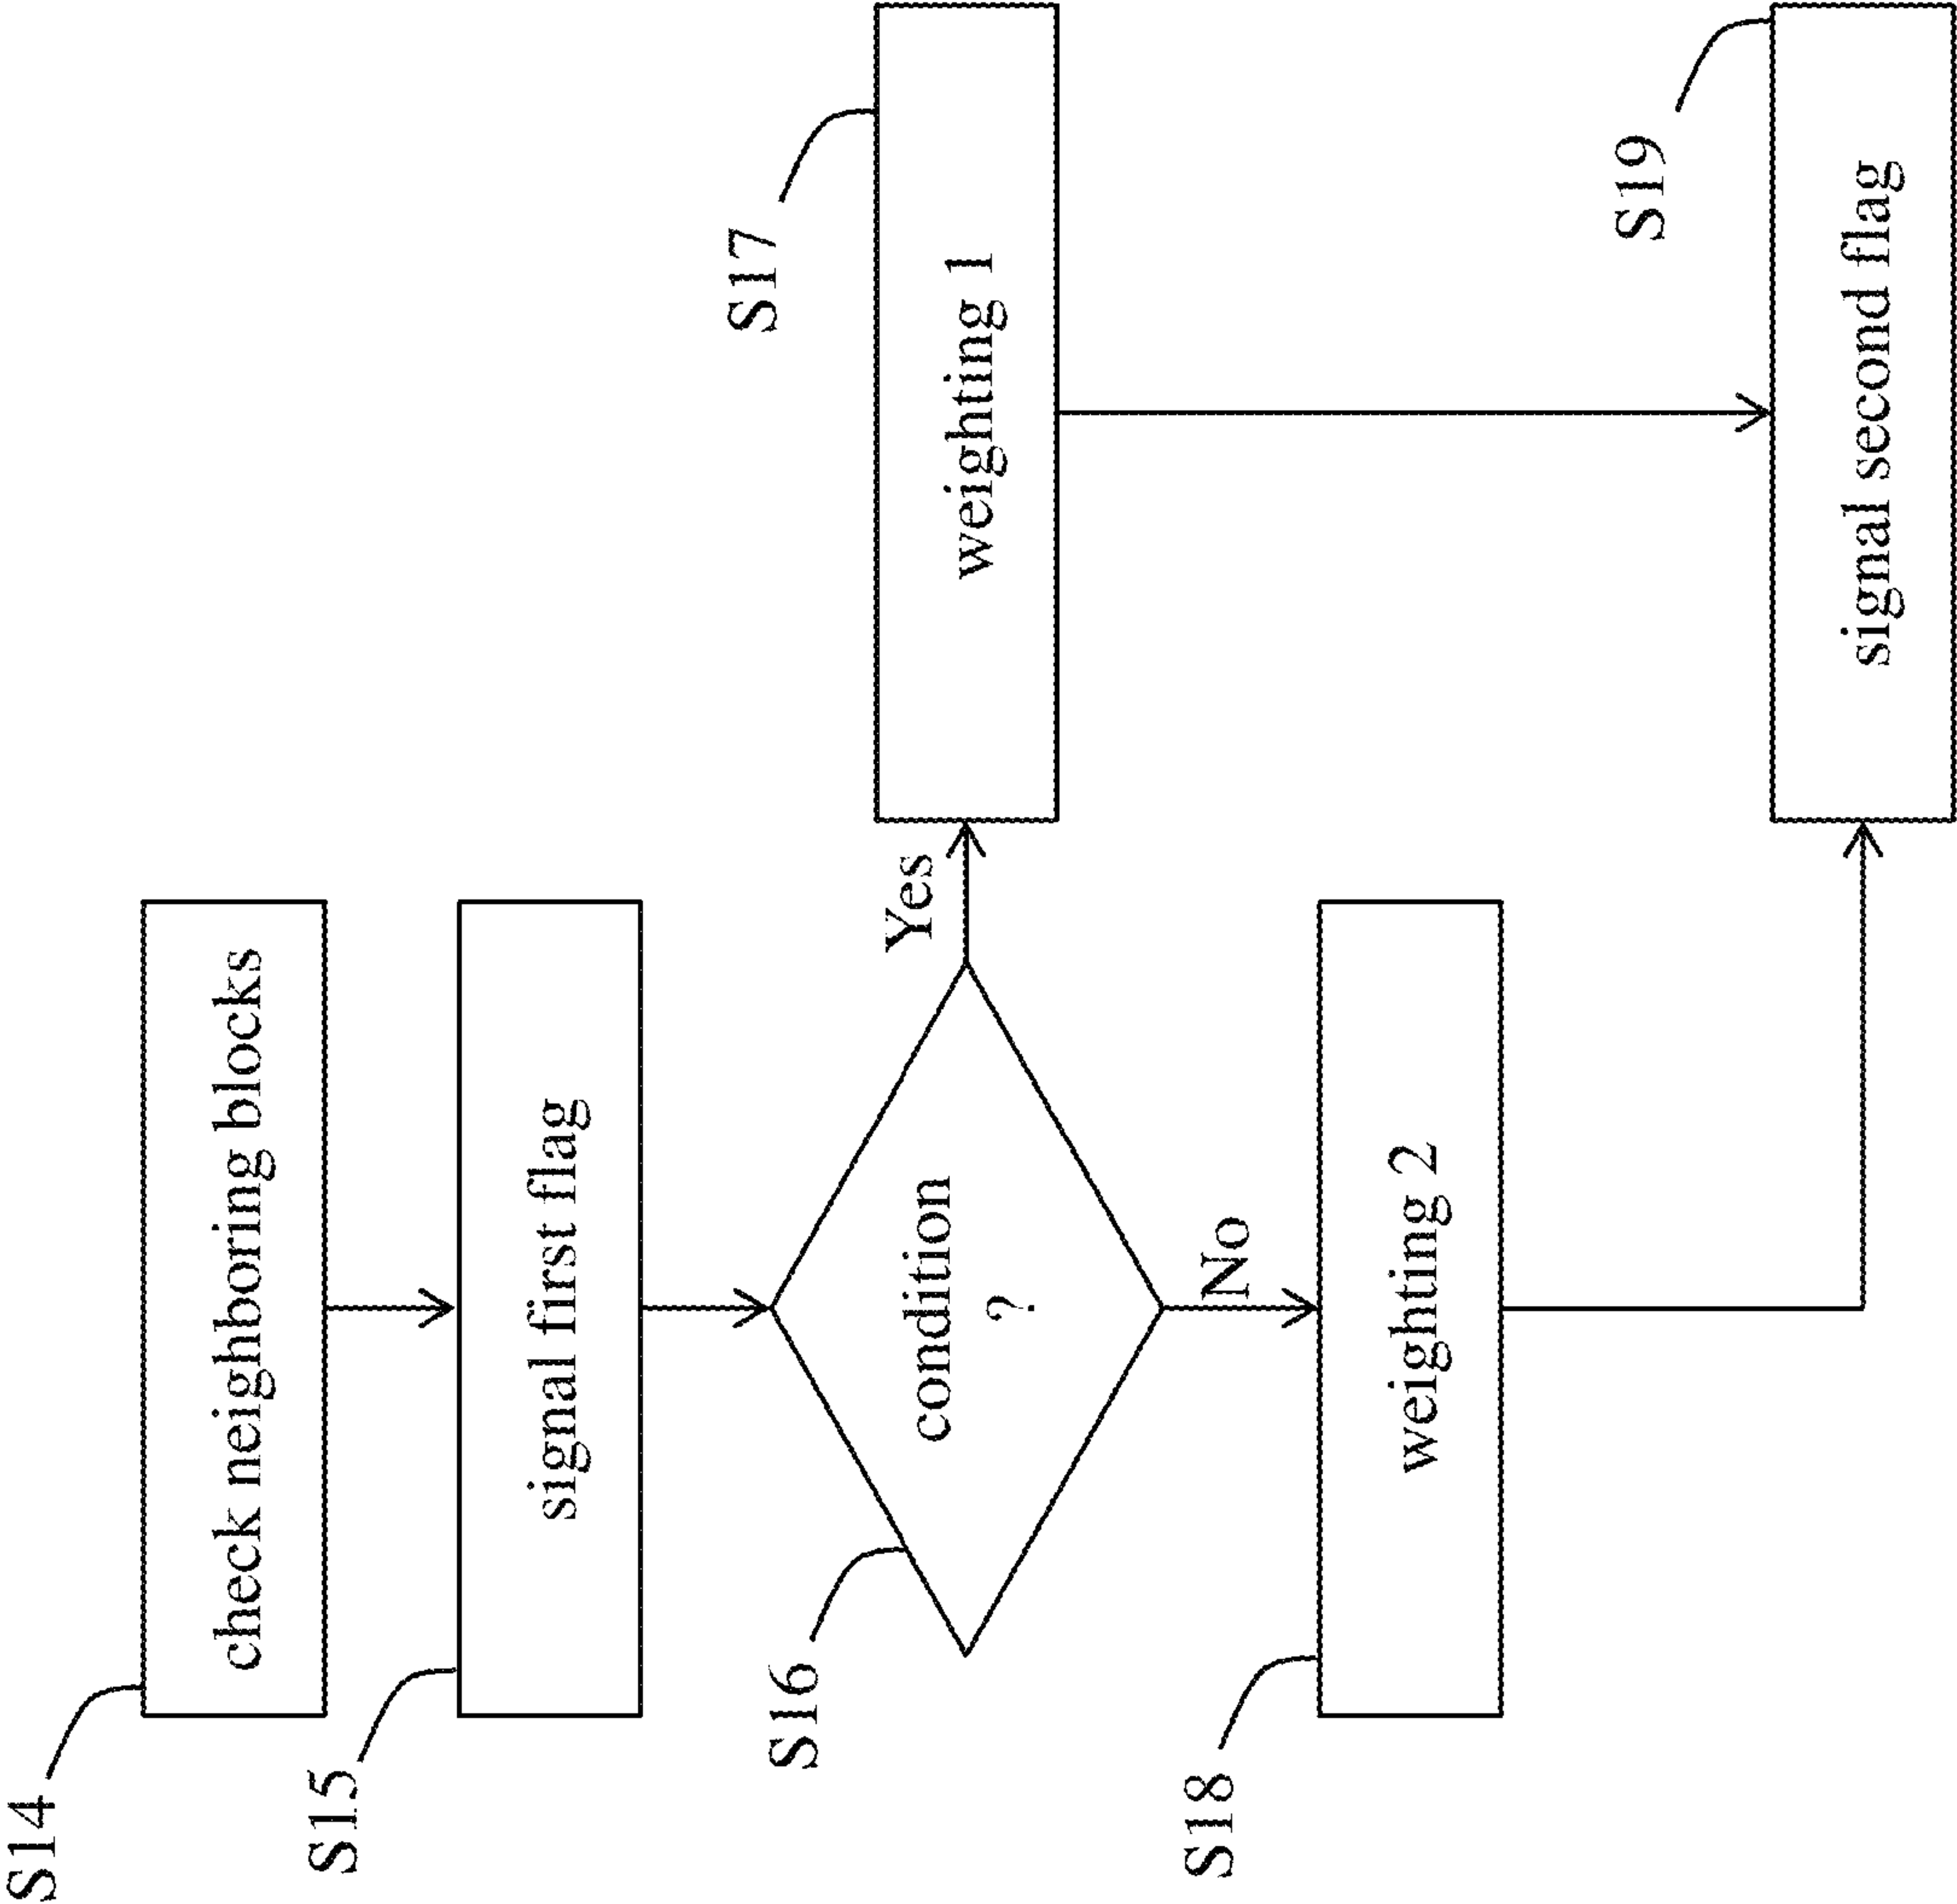 S14
check neighboring blocks
S15
signal first flag
S16
condition
?
Yes
S17
weighting 1
No
S18
weighting 2
S19
signal second flag